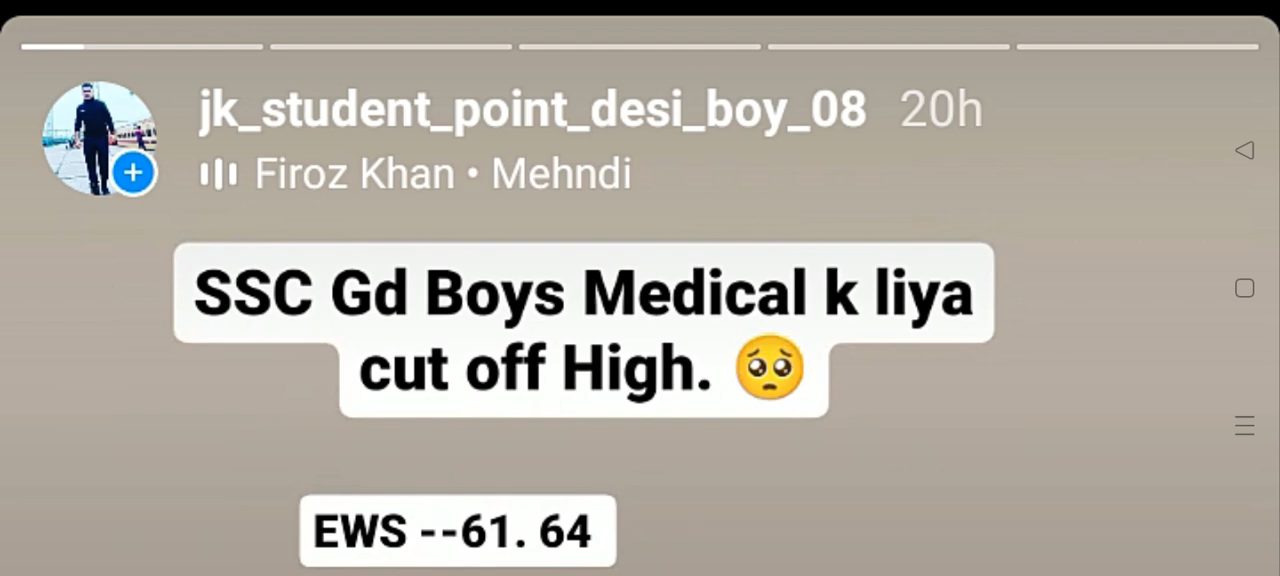 jk_student_point_desi_boy_08 20h
Firoz Khan • Mehndi
SSC Gd Boys Medical k liya
cut off High. 🥺
EWS --61. 64